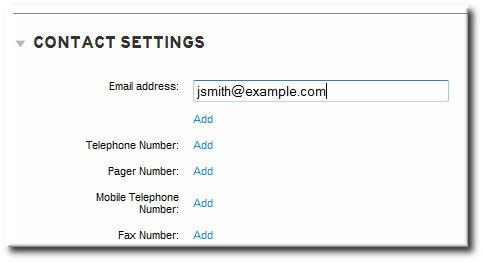 CONTACT SETTINGS
Email address: jsmith@example.com
Add
Telephone Number: Add
Pager Number: Add
Mobile Telephone
Number: Add
Fax Number: Add